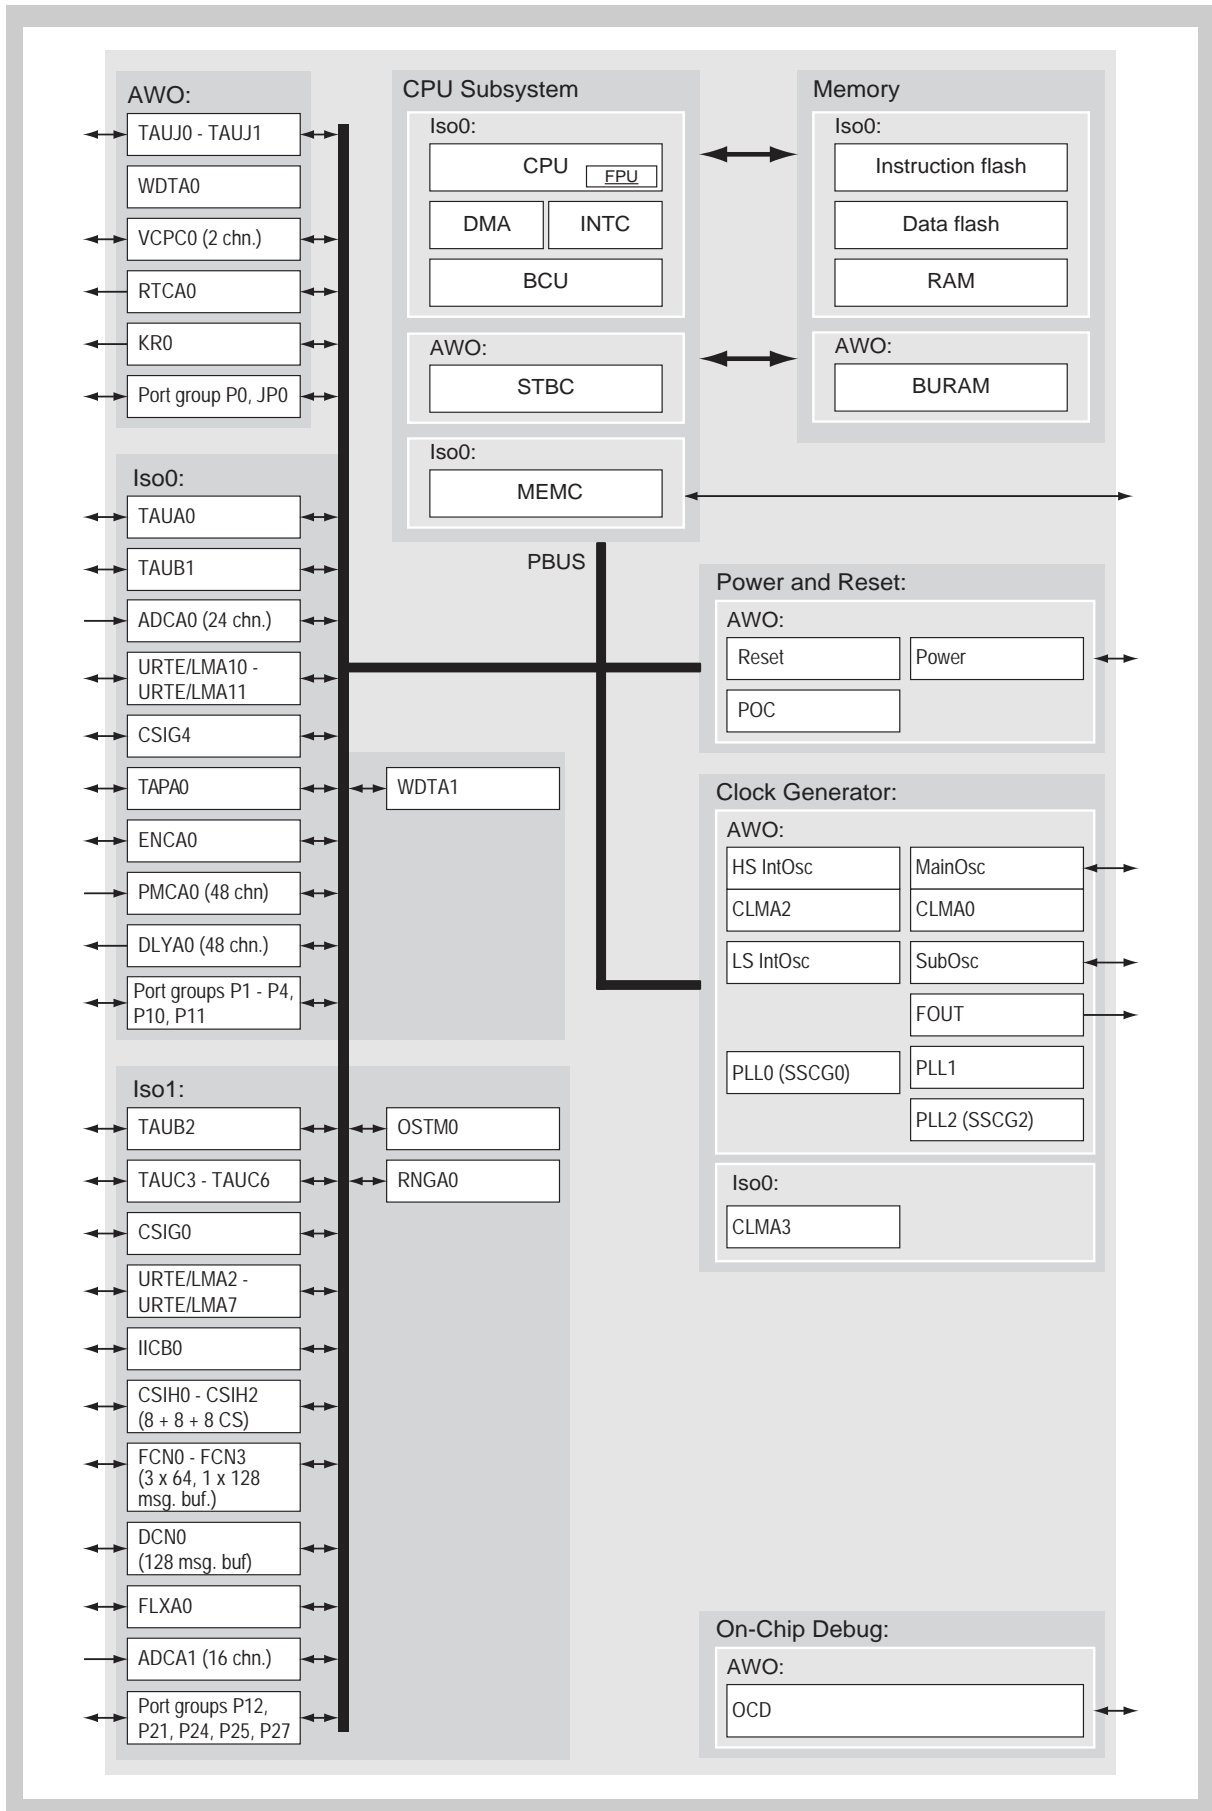 AWO:
TAUJ0 - TAUJ1
WDTA0
VCPC0 (2 chn.)
RTCA0
KR0
Port group P0, JP0
Iso0:
TAUA0
TAUB1
ADCA0 (24 chn.)
URTE/LMA10 -
URTE/LMA11
CSIG4
TAPA0
ENCA0
PMCA0 (48 chn)
DLYA0 (48 chn.)
Port groups P1 - P4,
P10, P11
WDTA1
Iso1:
TAUB2
TAUC3 - TAUC6
CSIG0
URTE/LMA2 -
URTE/LMA7
IICB0
CSIH0 - CSIH2
(8 + 8 + 8 CS)
FCN0 - FCN3
(3 x 64, 1 x 128
msg. buf.)
DCN0
(128 msg. buf)
FLXA0
ADCA1 (16 chn.)
Port groups P12,
P21, P24, P25, P27
OSTM0
RNGA0
CPU Subsystem
Iso0:
CPU
FPU
DMA
INTC
BCU
AWO:
STBC
Iso0:
MEMC
PBUS
Memory
Iso0:
Instruction flash
Data flash
RAM
AWO:
BURAM
Power and Reset:
AWO:
Reset
Power
POC
Clock Generator:
AWO:
HS IntOsc
MainOsc
CLMA2
CLMA0
LS IntOsc
SubOsc
FOUT
PLL0 (SSCG0)
PLL1
PLL2 (SSCG2)
Iso0:
CLMA3
On-Chip Debug:
AWO:
OCD